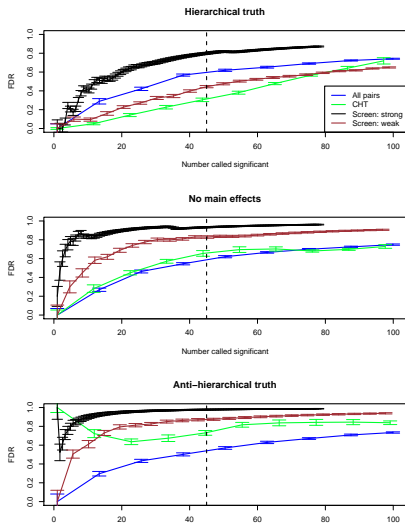 Hierarchical truth
FDR
0.0 0.2 0.4 0.6 0.8 1.0
All pairs
CHT
Screen: strong
Screen: weak
0 20 40 60 80 100
Number called significant
No main effects
FDR
0.0 0.2 0.4 0.6 0.8 1.0
0 20 40 60 80 100
Number called significant
Anti−hierarchical truth
FDR
0.0 0.2 0.4 0.6 0.8 1.0
0 20 40 60 80 100